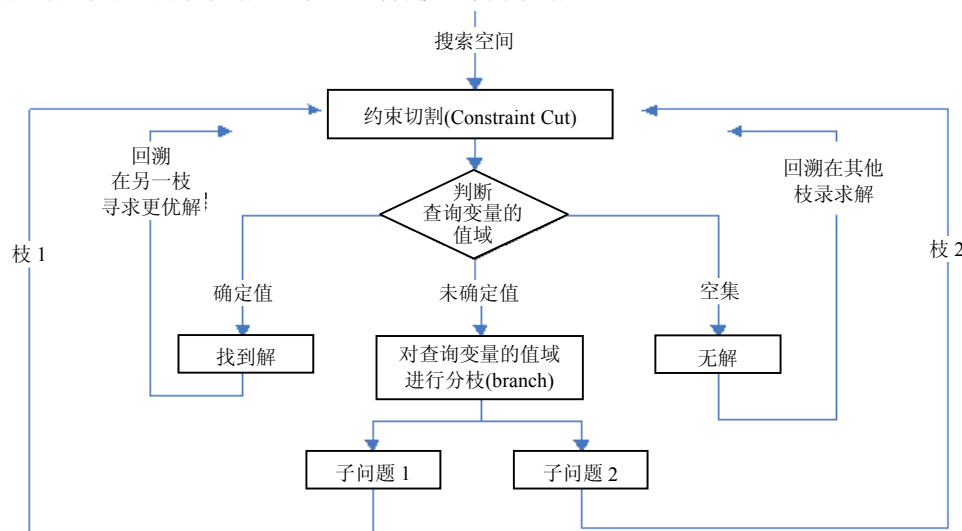 搜索空间
约束切割(Constraint Cut)
回溯
在另一枝
寻求更优解
回溯在其他
枝录求解
判断
查询变量的
值域
枝 1
枝 2
确定值
未确定值
空集
找到解
对查询变量的值域
进行分枝(branch)
无解
子问题 1
子问题 2